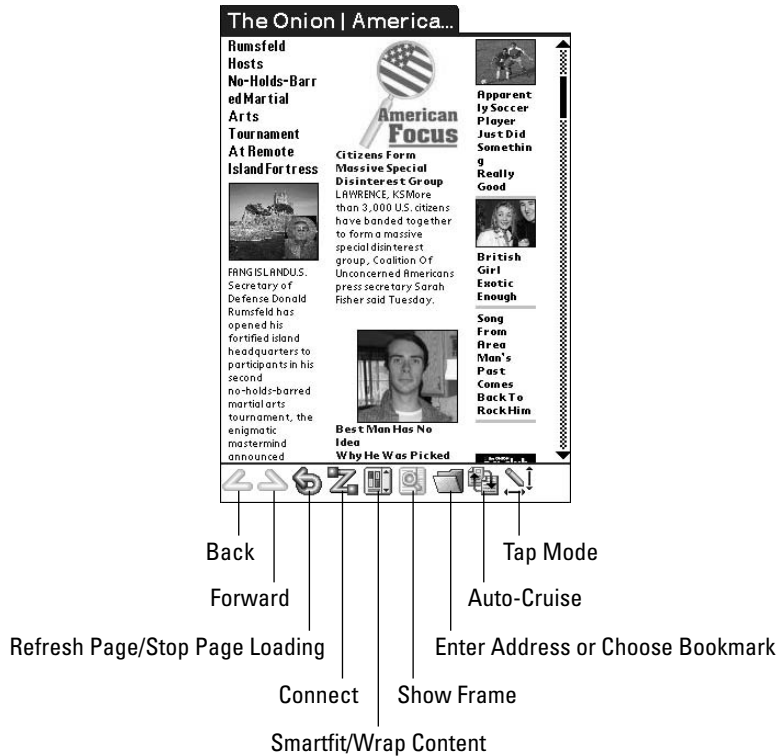 The Onion | America...
Rumsfeld
Hosts
No-Holds-Barr
ed Martial
Arts
Tournament
At Remote
Island Fortress
FANG ISLANDU.S.
Secretary of
Defense Donald
Rumsfeld has
opened his
fortified island
headquarters to
participants in his
second
no-holds-barred
martial arts
tournament, the
enigmatic
mastermind
announced
American
Focus
Citizens Form
Massive Special
Disinterest Group
LAWRENCE, KSMore
than 3,000 U.S. citizens
have banded together
to form a massive
special disinterest
group, Coalition Of
Unconcerned Americans
press secretary Sarah
Fisher said Tuesday.
Best Man Has No
Idea
Why He Was Picked
Apparent
ly Soccer
Player
Just Did
Somethin
g
Really
Good
British
Girl
Exotic
Enough
Song
From
Area
Man's
Past
Comes
Back To
Rock Him
Back
Tap Mode
Forward
Auto-Cruise
Refresh Page/Stop Page Loading
Enter Address or Choose Bookmark
Connect
Show Frame
Smartfit/Wrap Content